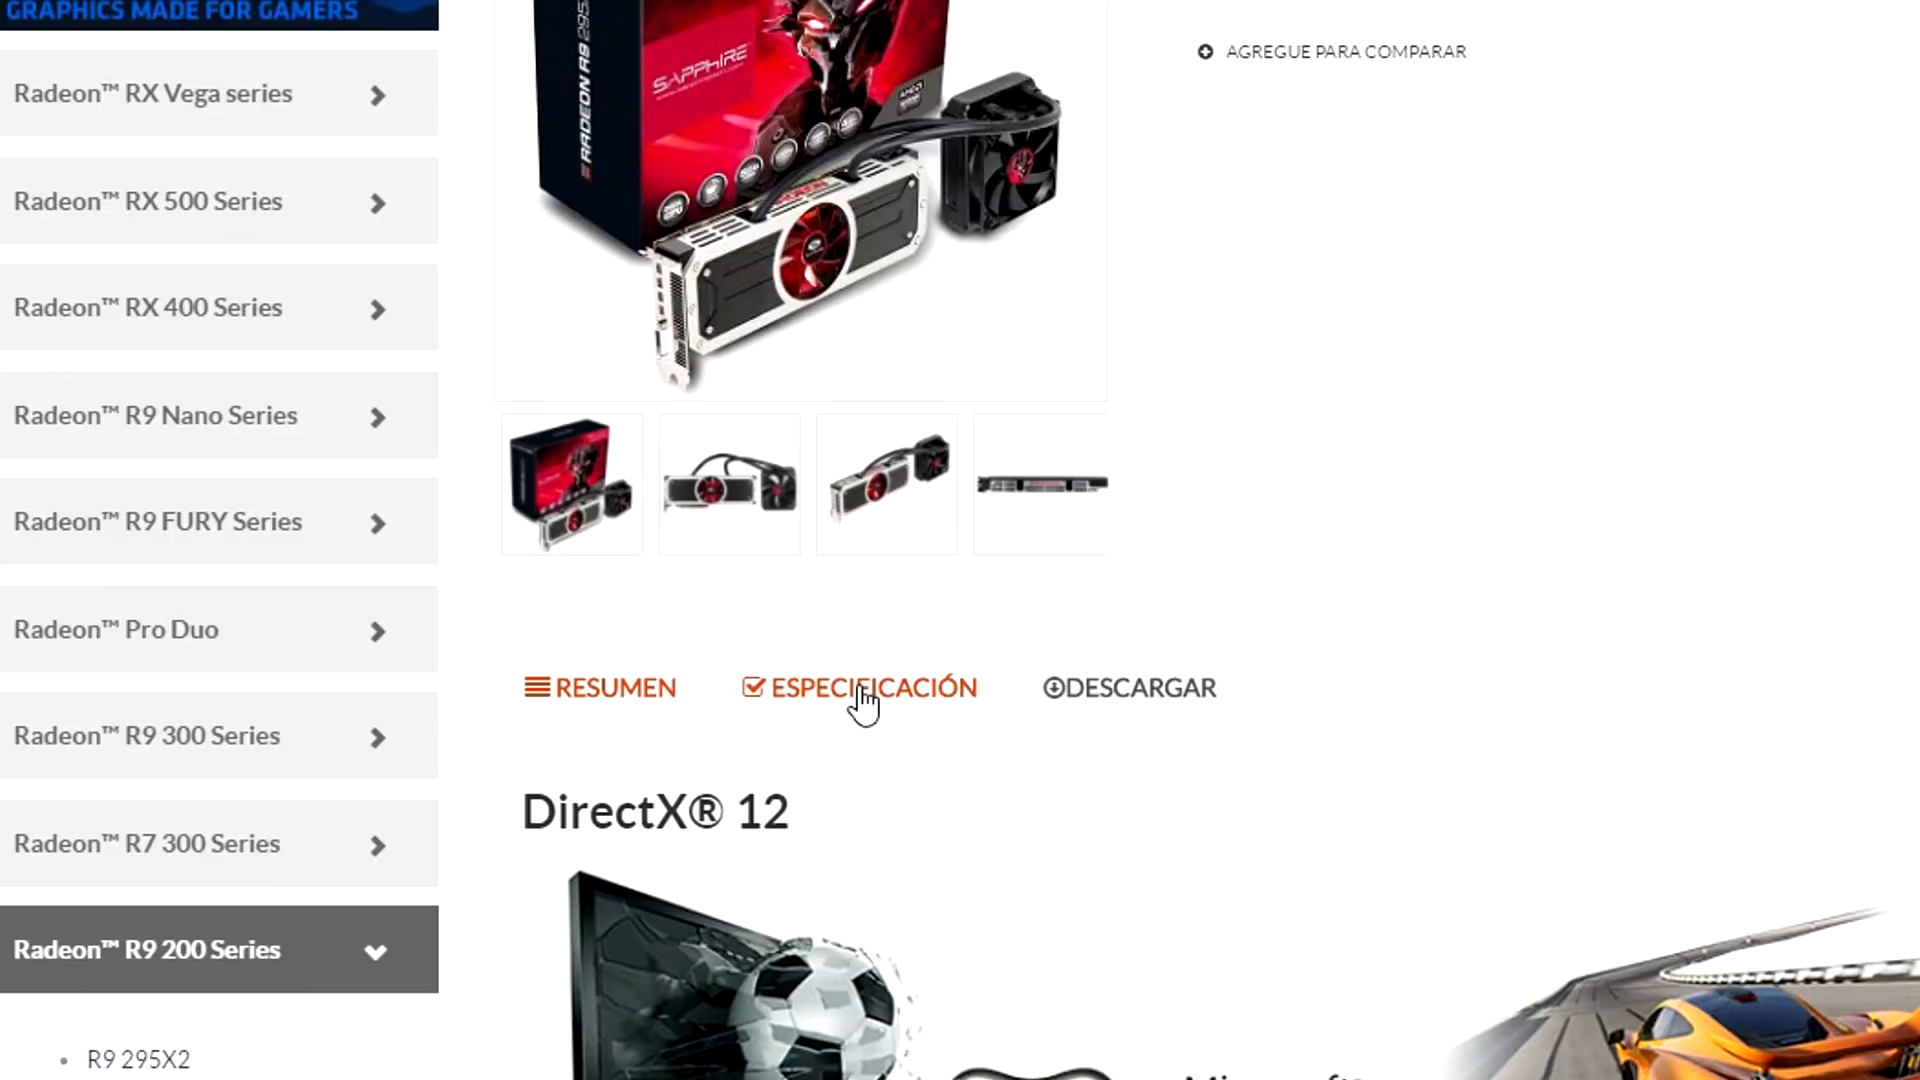 GRAPHICS MADE FOR GAMERS
Radeon™ RX Vega series
Radeon™ RX 500 Series
Radeon™ RX 400 Series
Radeon™ R9 Nano Series
Radeon™ R9 FURY Series
Radeon™ Pro Duo
Radeon™ R9 300 Series
Radeon™ R7 300 Series
Radeon™ R9 200 Series
R9 295X2
RADEON R9 295
SAPPHIRE
AMD
AGREGUE PARA COMPARAR
RESUMEN
ESPECIFICACIÓN
DESCARGAR
DirectX® 12